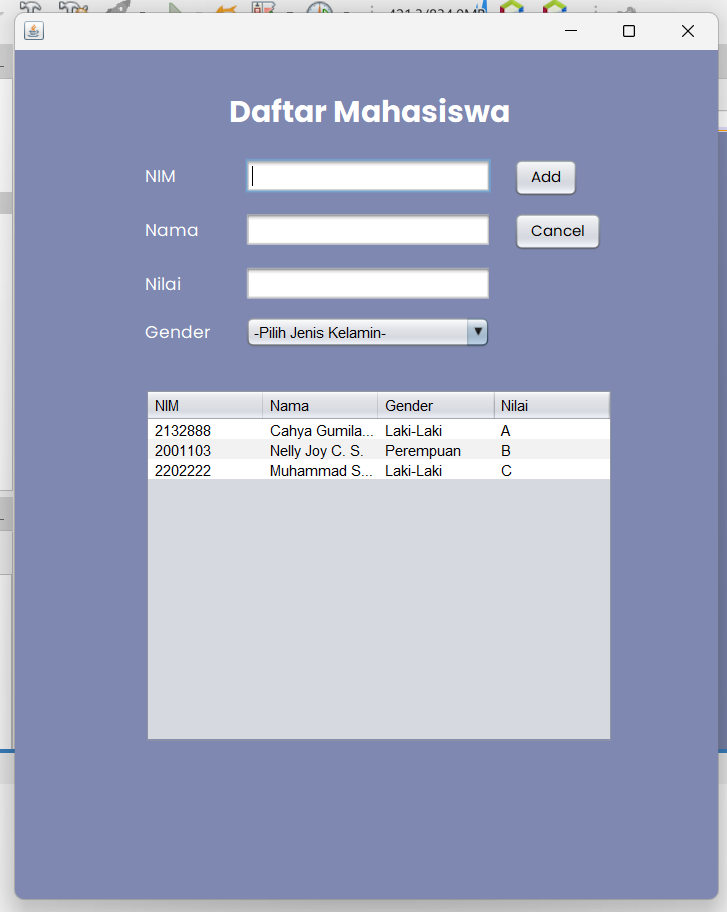 Daftar Mahasiswa
NIM Add
Nama Cancel
Nilai
Gender -Pilih Jenis Kelamin-
NIM Nama Gender Nilai
2132888 Cahya Gumila... Laki-Laki A
2001103 Nelly Joy C. S. Perempuan B
2202222 Muhammad S... Laki-Laki C